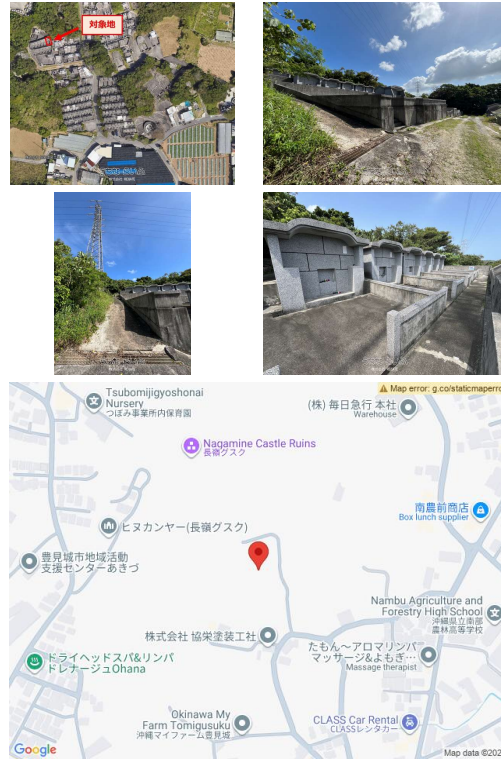 対象地
Map error: g.co/staticmaperro
Tsubomijigyoshonai
Nursery
つぼみ事業所内保育園
(株) 毎日急行 本社
Warehouse
Nagamine Castle Ruins
長嶺グスク
南農前商店
Box lunch supplier
ヒヌカンヤー(長嶺グスク)
豊見城市地域活動
支援センターあきづ
Nambu Agriculture and
Forestry High School
沖縄県立南部
農林高等学校
株式会社 協栄塗装工社
たもん〜アロマリンパ
マッサージ&よもぎ…
Massage therapist
ドライヘッドスパ&リンパ
ドレナージュOhana
Okinawa My
Farm Tomigusuku
沖縄マイファーム豊見城
CLASS Car Rental
CLASSレンタカー
Google
Map data ©202